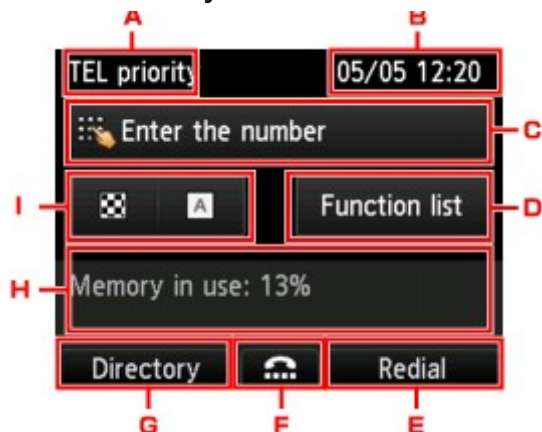 A B
TEL priority 05/05 12:20
Enter the number C
I A Function list D
H Memory in use: 13%
Directory Redial
G F E